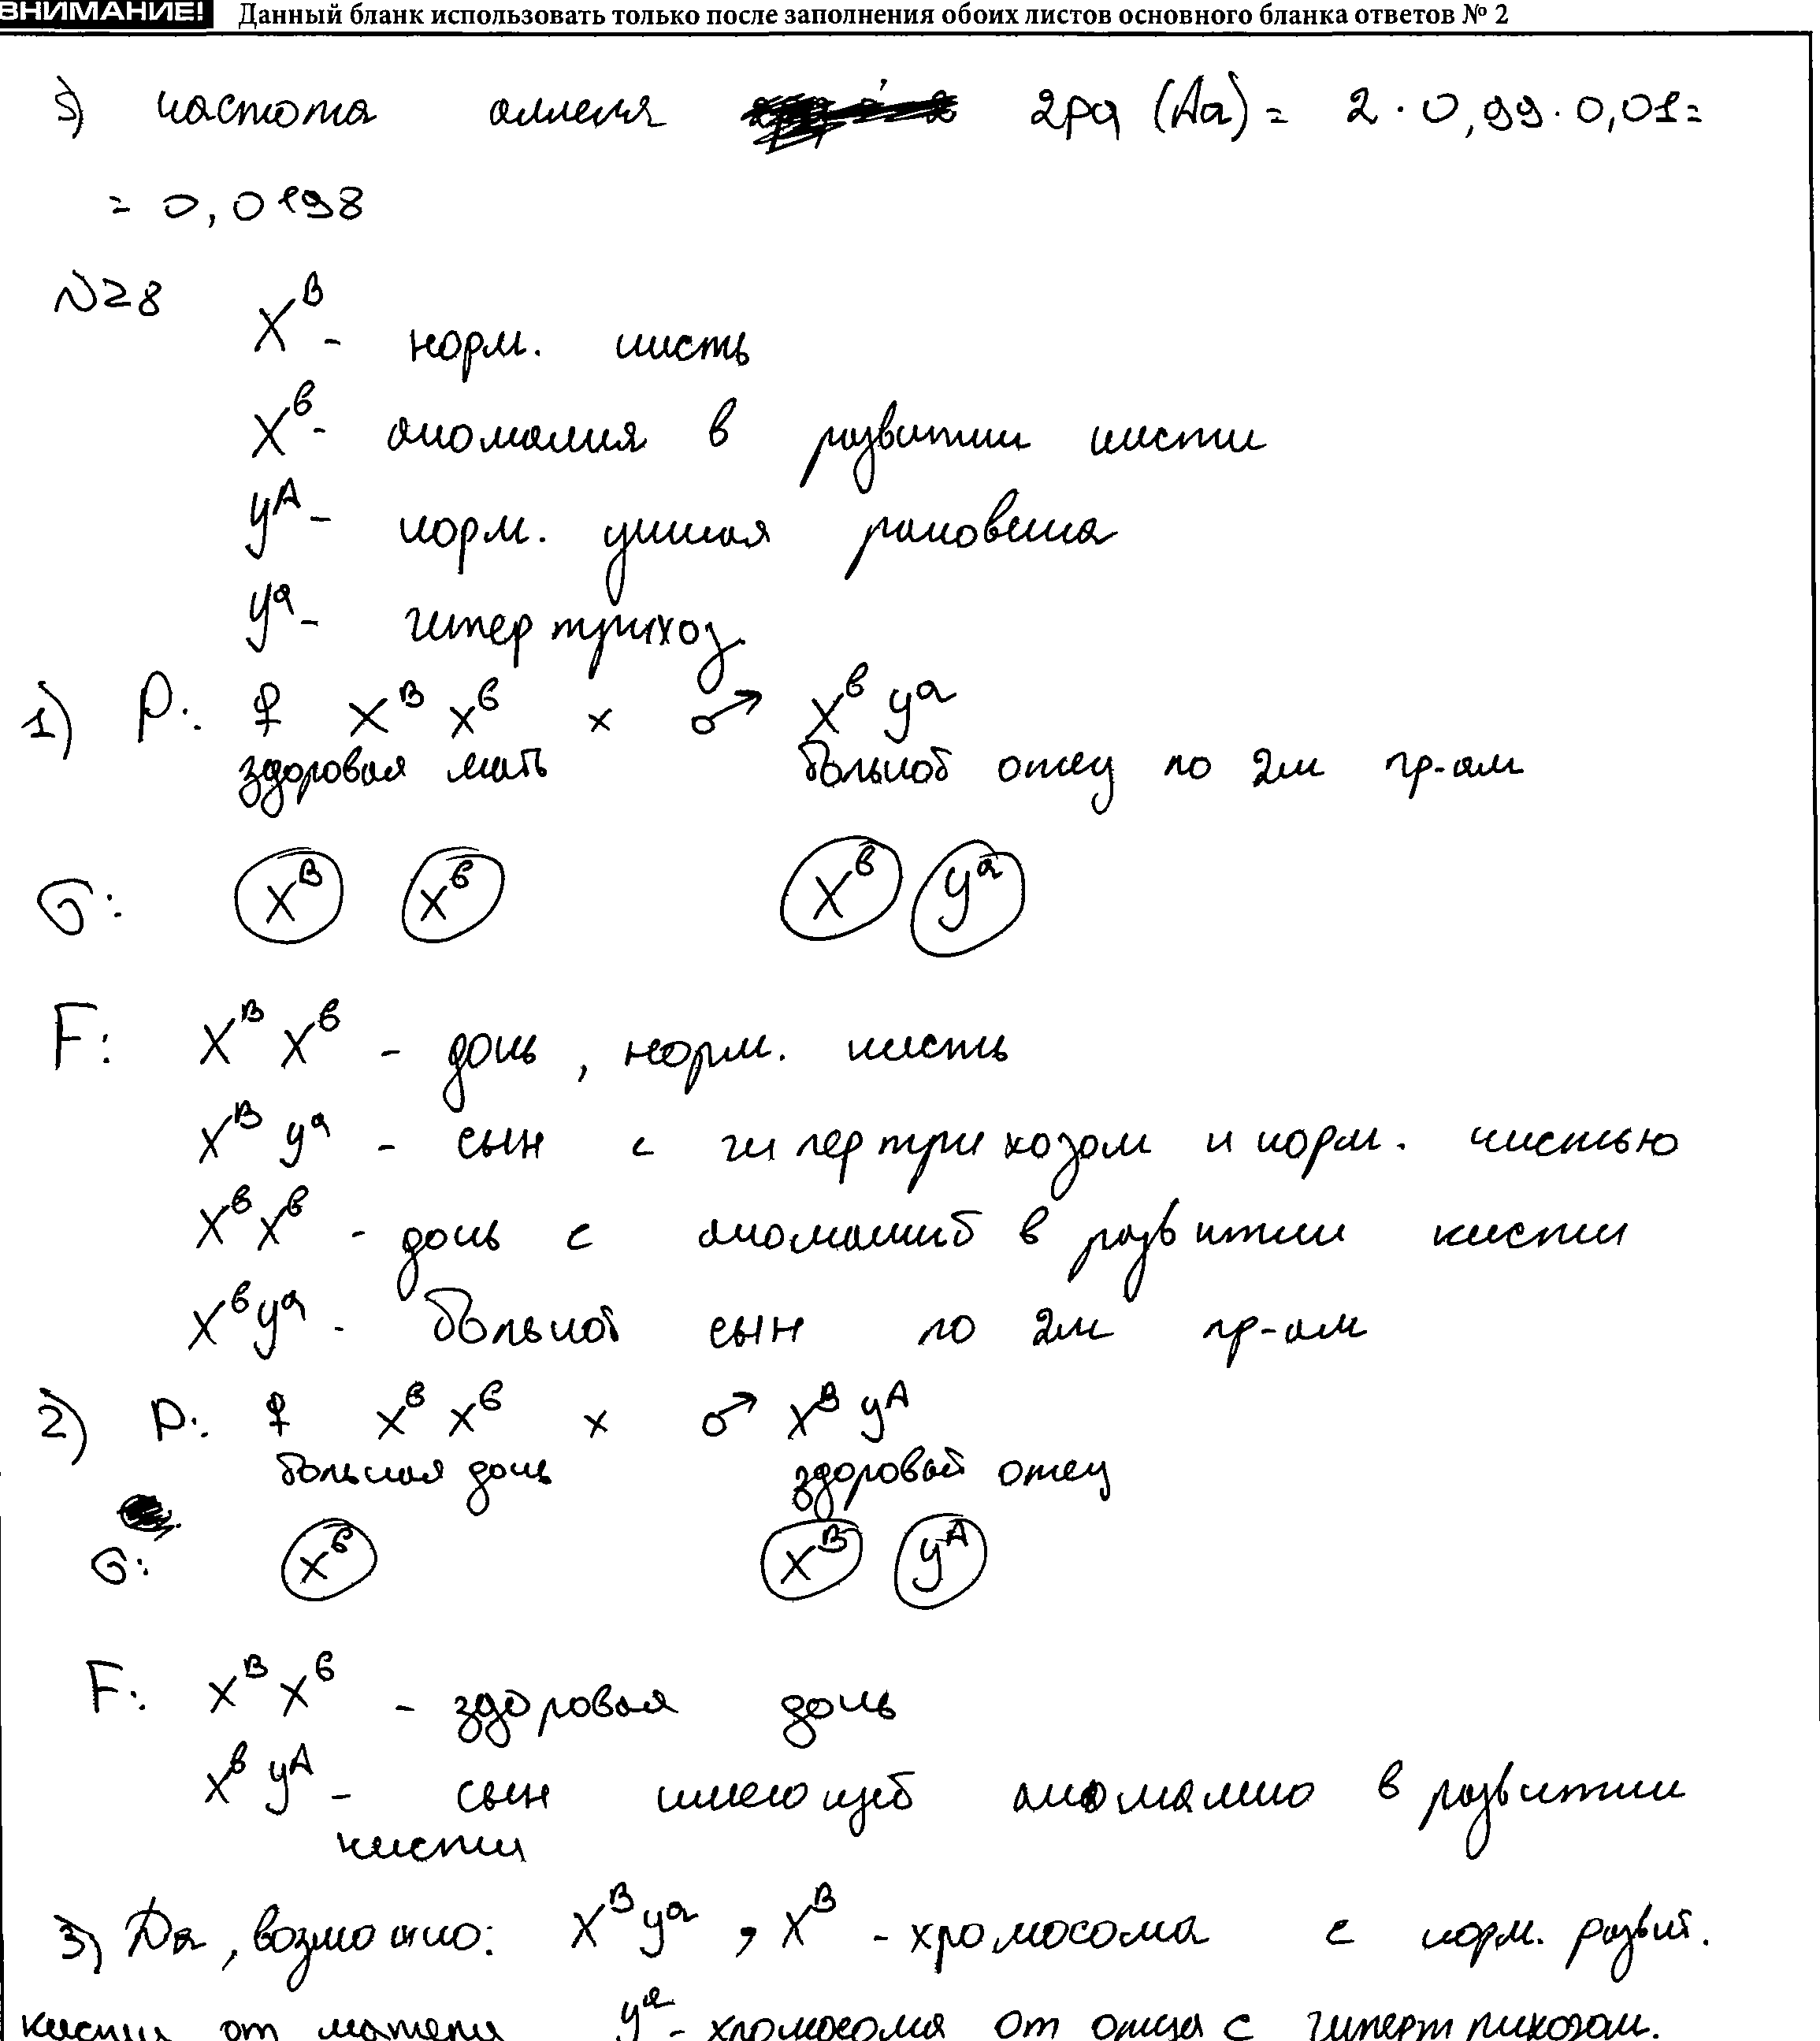 ВНИМАНИЕ! Данный бланк использовать только после заполнения обоих листов основного бланка ответов № 2
5) частота аллеля 2pq (Aa) = 2 · 0,99 · 0,01 =
= 0,0198
№28 X^B - норм. кисть
X^b - аномалия в развитии кисти
y^A - норм. ушная раковина
y^a - гипертрихоз
1) P: ♀ X^B X^b × ♂ X^b y^a
здоровая мать больной отец по 2м пр-ам
G: X^B X^b X^b y^a
F: X^B X^b - дочь, норм. кисть
X^B y^a - сын с гипертрихозом и норм. кистью
X^b X^b - дочь с аномалией в развитии кисти
X^b y^a - больной сын по 2м пр-ам
2) P: ♀ X^b X^b × ♂ X^B y^A
больная дочь здоровый отец
G: X^b X^B y^A
F: X^B X^b - здоровая дочь
X^b y^A - сын имеющий аномалию в развитии
кисти
3) Да, возможно: X^B y^a, X^B - хромосома с норм. развит.
кисти от матери y^a - хромосома от отца с гипертрихозом.